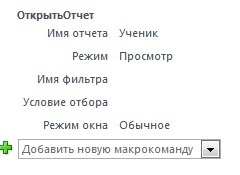 ОткрытьОтчет
Имя отчета Ученик
Режим Просмотр
Имя фильтра
Условие отбора
Режим окна Обычное
Добавить новую макрокоманду